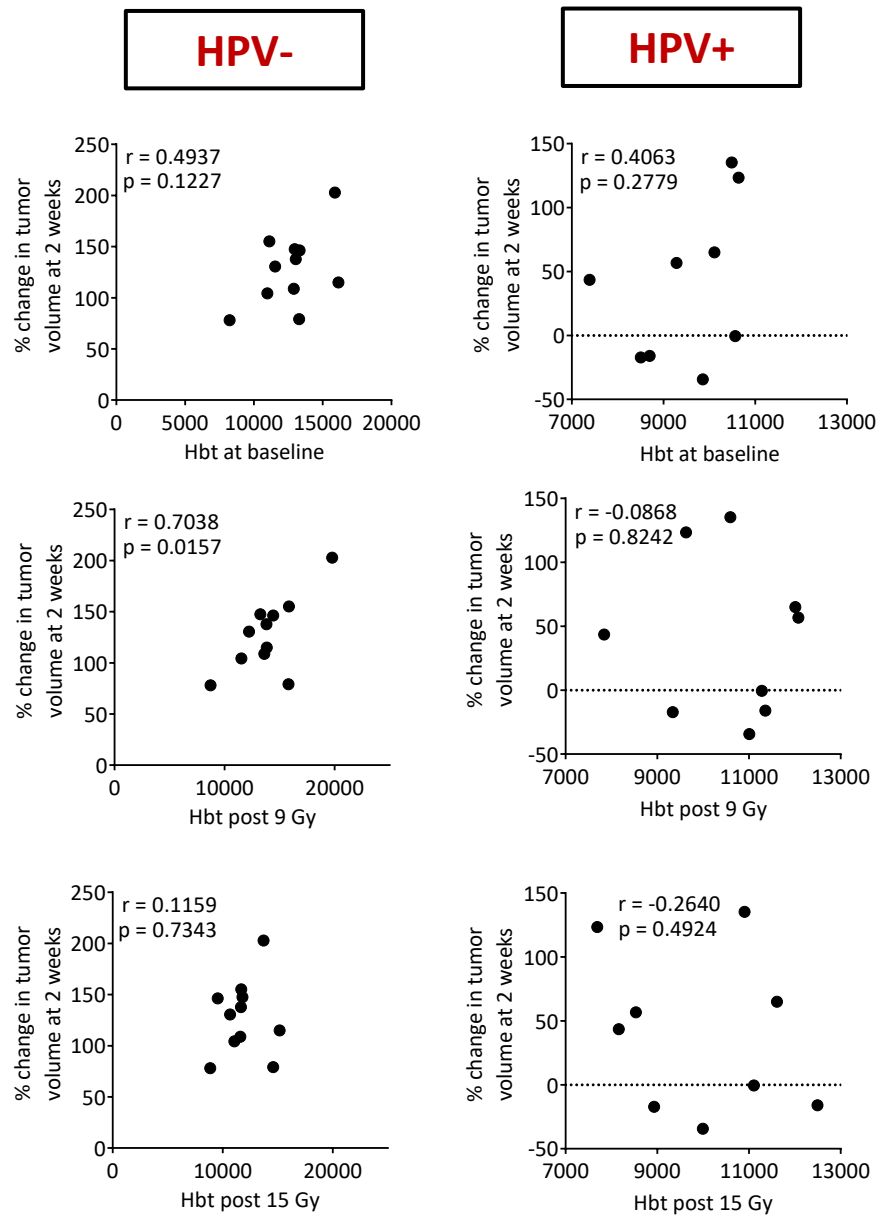 HPV-
HPV+
r = 0.4937
p = 0.1227
% change in tumor
volume at 2 weeks
250
200
150
100
50
0
0 5000 10000 15000 20000
Hbt at baseline
r = 0.4063
p = 0.2779
% change in tumor
volume at 2 weeks
150
100
50
0
-50
7000 9000 11000 13000
Hbt at baseline
r = 0.7038
p = 0.0157
% change in tumor
volume at 2 weeks
250
200
150
100
50
0
0 10000 20000
Hbt post 9 Gy
r = -0.0868
p = 0.8242
% change in tumor
volume at 2 weeks
150
100
50
0
-50
7000 9000 11000 13000
Hbt post 9 Gy
r = 0.1159
p = 0.7343
% change in tumor
volume at 2 weeks
250
200
150
100
50
0
0 10000 20000
Hbt post 15 Gy
r = -0.2640
p = 0.4924
% change in tumor
volume at 2 weeks
150
100
50
0
-50
7000 9000 11000 13000
Hbt post 15 Gy